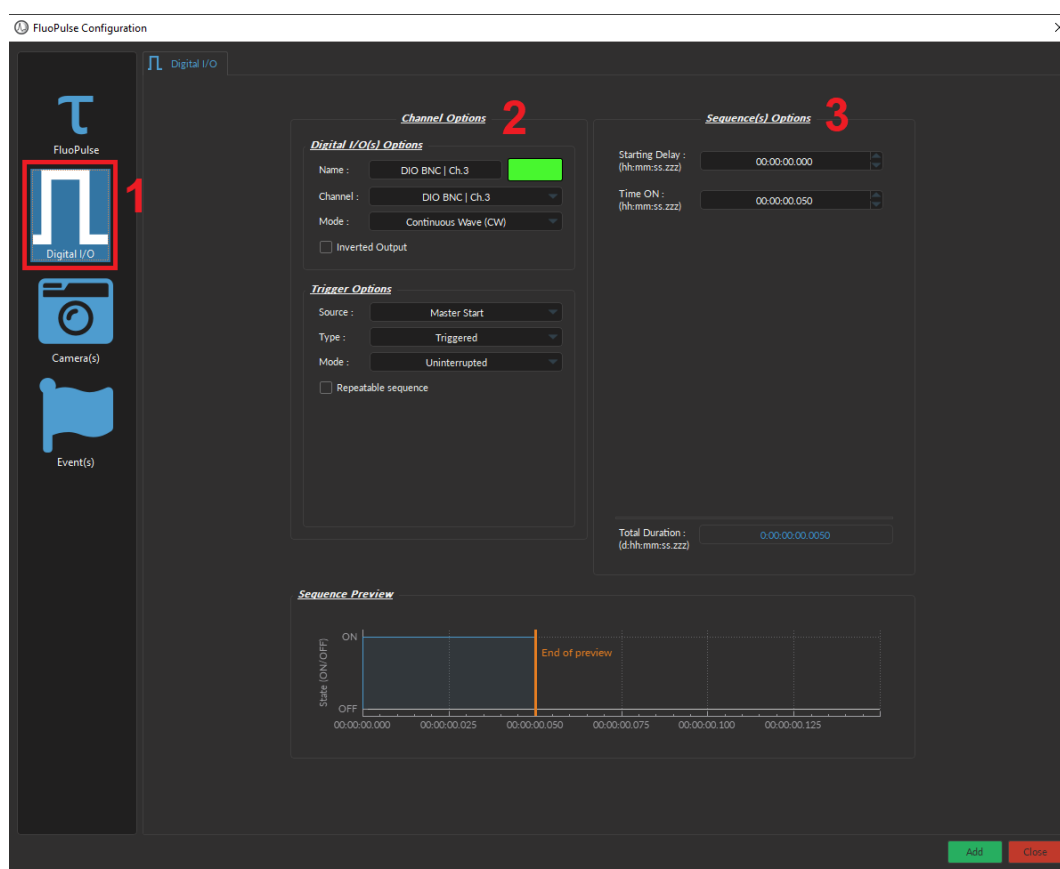 FluoPulse Configuration
Digital I/O
τ
FluoPulse
1
Digital I/O
Camera(s)
Event(s)
Channel Options 2
Digital I/O(s) Options
Name : DIO BNC | Ch.3
Channel : DIO BNC | Ch.3
Mode : Continuous Wave (CW)
Inverted Output
Trigger Options
Source : Master Start
Type : Triggered
Mode : Uninterrupted
Repeatable sequence
Sequence(s) Options 3
Starting Delay : 00:00:00.000
(hh:mm:ss.zzz)
Time ON : 00:00:00.050
(hh:mm:ss.zzz)
Total Duration : 0:00:00:00.0050
(d:hh:mm:ss.zzz)
Sequence Preview
State (ON/OFF)
ON
End of preview
OFF
00:00:00.000 00:00:00.025 00:00:00.050 00:00:00.075 00:00:00.100 00:00:00.125
Add Close